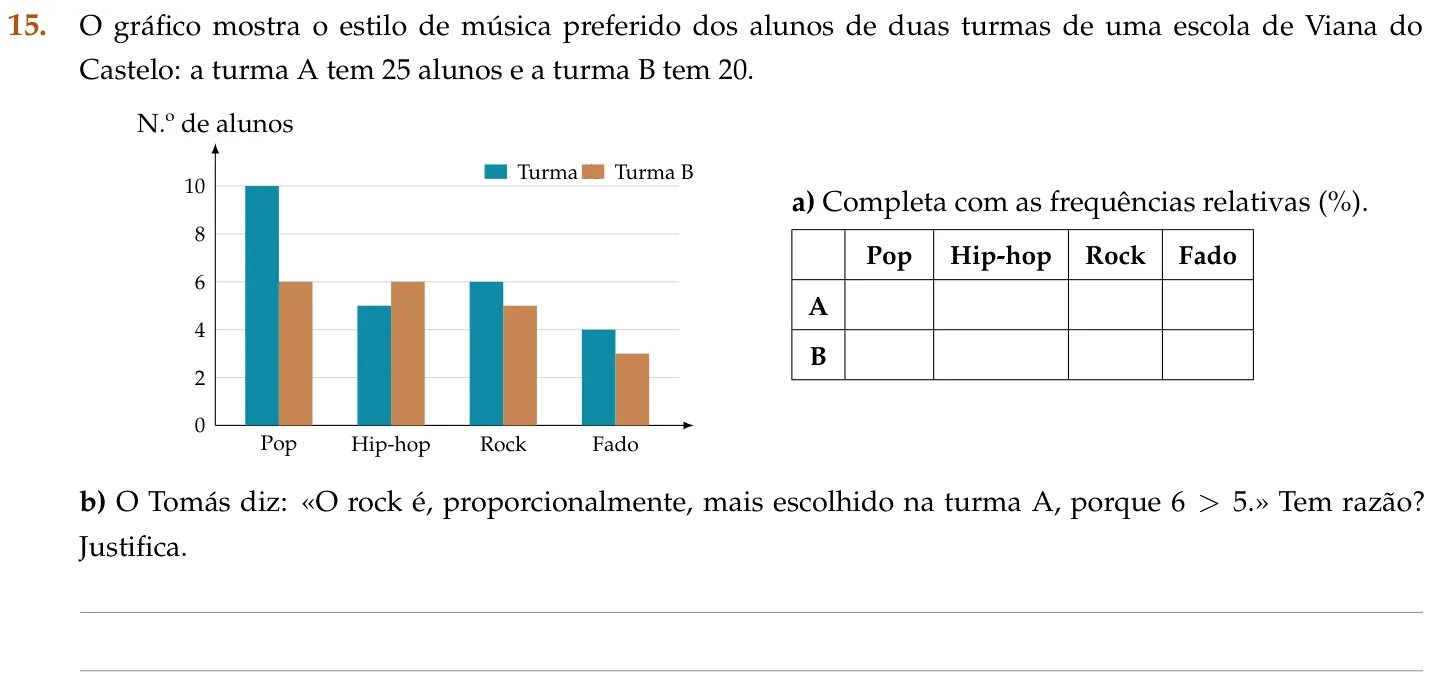 15. O gráfico mostra o estilo de música preferido dos alunos de duas turmas de uma escola de Viana do
Castelo: a turma A tem 25 alunos e a turma B tem 20.
N.º de alunos
Turma
Turma B
10
8
6
4
2
0
Pop
Hip-hop
Rock
Fado
a) Completa com as frequências relativas (%).
Pop Hip-hop Rock Fado
A
B
b) O Tomás diz: «O rock é, proporcionalmente, mais escolhido na turma A, porque 6 > 5.» Tem razão?
Justifica.